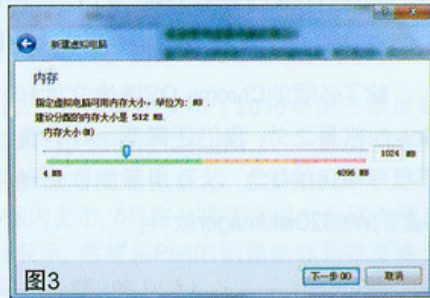 新建虚拟电脑
内存
指定虚拟电脑可用内存大小，单位为：MB .
建议分配的内存大小是 512 MB.
内存大小(M)
1024 MB
4 MB
4096 MB
图3
下一步(N)
取消